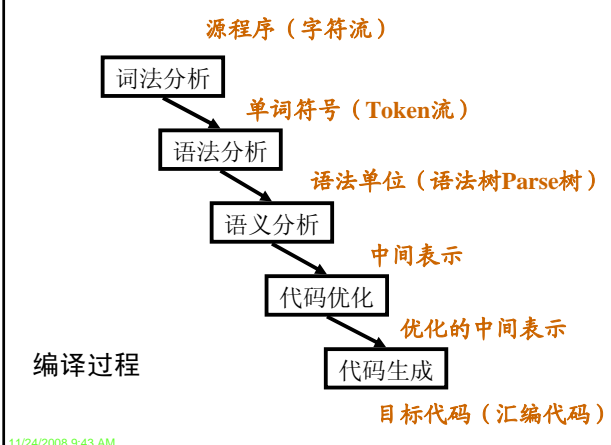 源程序（字符流）
词法分析
单词符号（Token流）
语法分析
语法单位（语法树Parse树）
语义分析
中间表示
代码优化
优化的中间表示
代码生成
编译过程
目标代码（汇编代码）
11/24/2008 9:43 AM